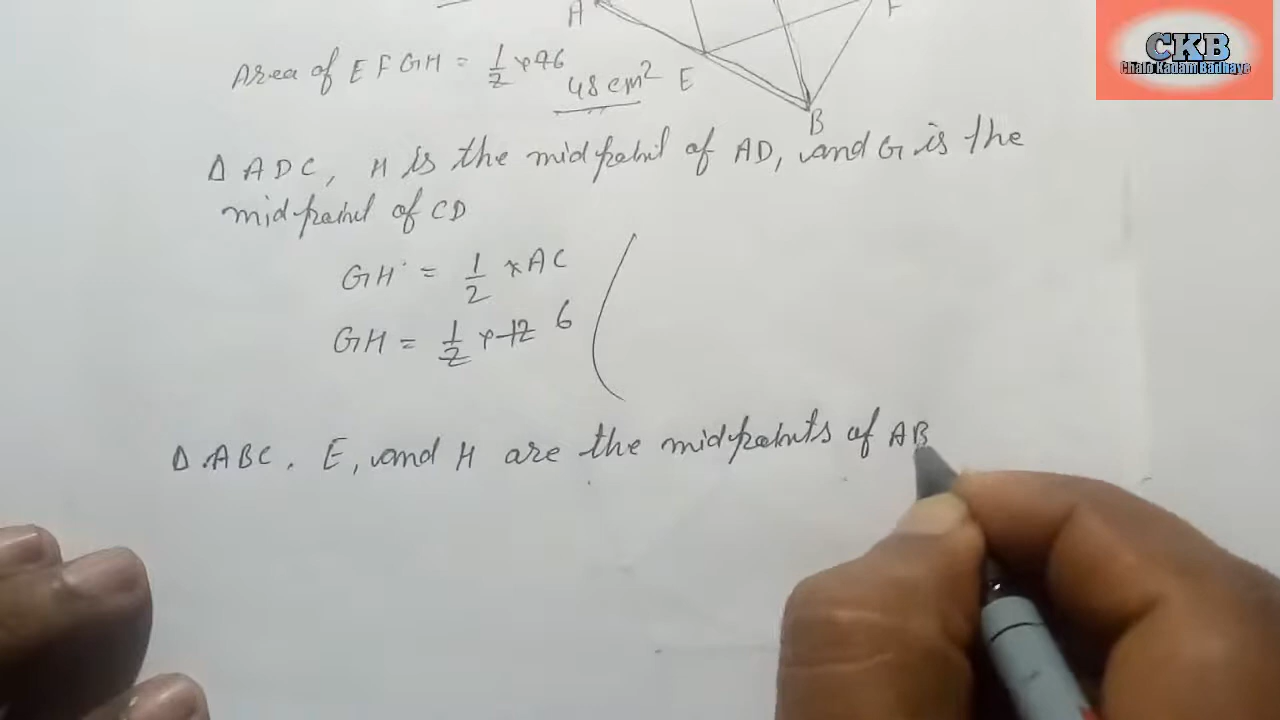 A
F
CKB
Chalo Kadam Badhaye
Area of EFGH = 1/2 × 96
48 cm² E
B
Δ ADC, H is the midpoint of AD, and G is the
midpoint of CD
GH = 1/2 × AC
GH = 1/2 × 12 6
Δ ABC. E, and H are the midpoints of AB